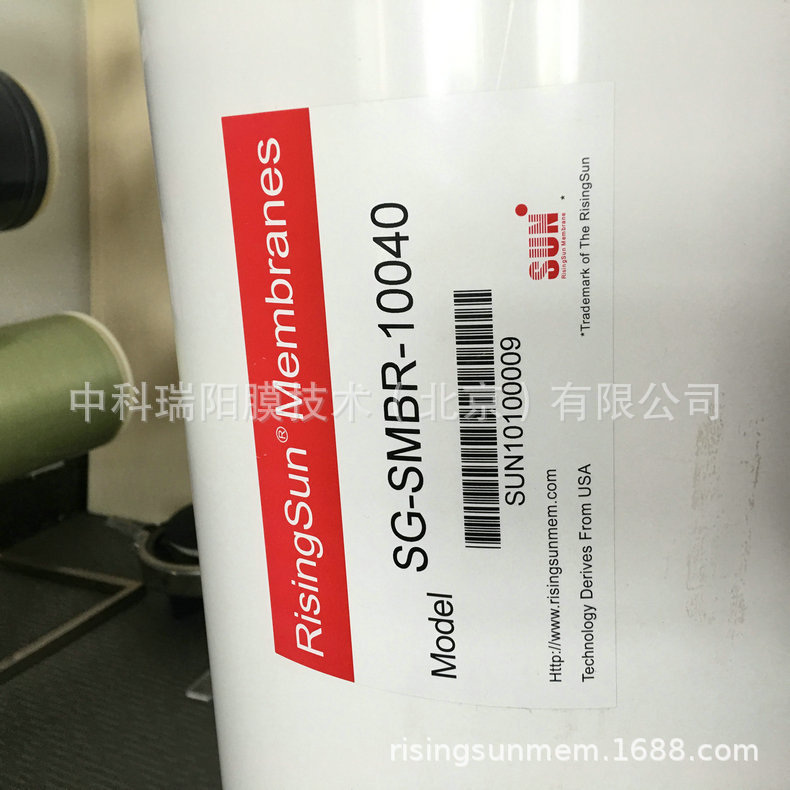 RisingSun® Membranes
Model SG-SMBR-10040
SUN10100009
SUN
RisingSun Membrane *
Http://www.risingsunmem.com
Technology Derives From USA
*Trademark of The RisingSun
中科瑞阳膜技术（北京）有限公司
risingsunmem.1688.com